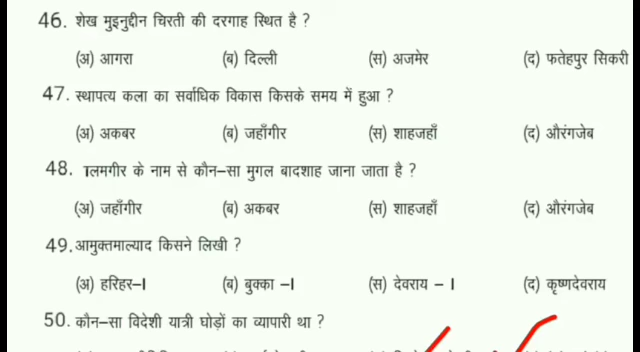 46. शेख मुइनुद्दीन चिरती की दरगाह स्थित है ?
(अ) आगरा (ब) दिल्ली (स) अजमेर (द) फतेहपुर सिकरी
47. स्थापत्य कला का सर्वाधिक विकास किसके समय में हुआ ?
(अ) अकबर (ब) जहाँगीर (स) शाहजहाँ (द) औरंगजेब
48. ालमगीर के नाम से कौन-सा मुगल बादशाह जाना जाता है ?
(अ) जहाँगीर (ब) अकबर (स) शाहजहाँ (द) औरंगजेब
49. आमुक्तमाल्याद किसने लिखी ?
(अ) हरिहर-I (ब) बुक्का -I (स) देवराय - I (द) कृष्णदेवराय
50. कौन-सा विदेशी यात्री घोड़ों का व्यापारी था ?